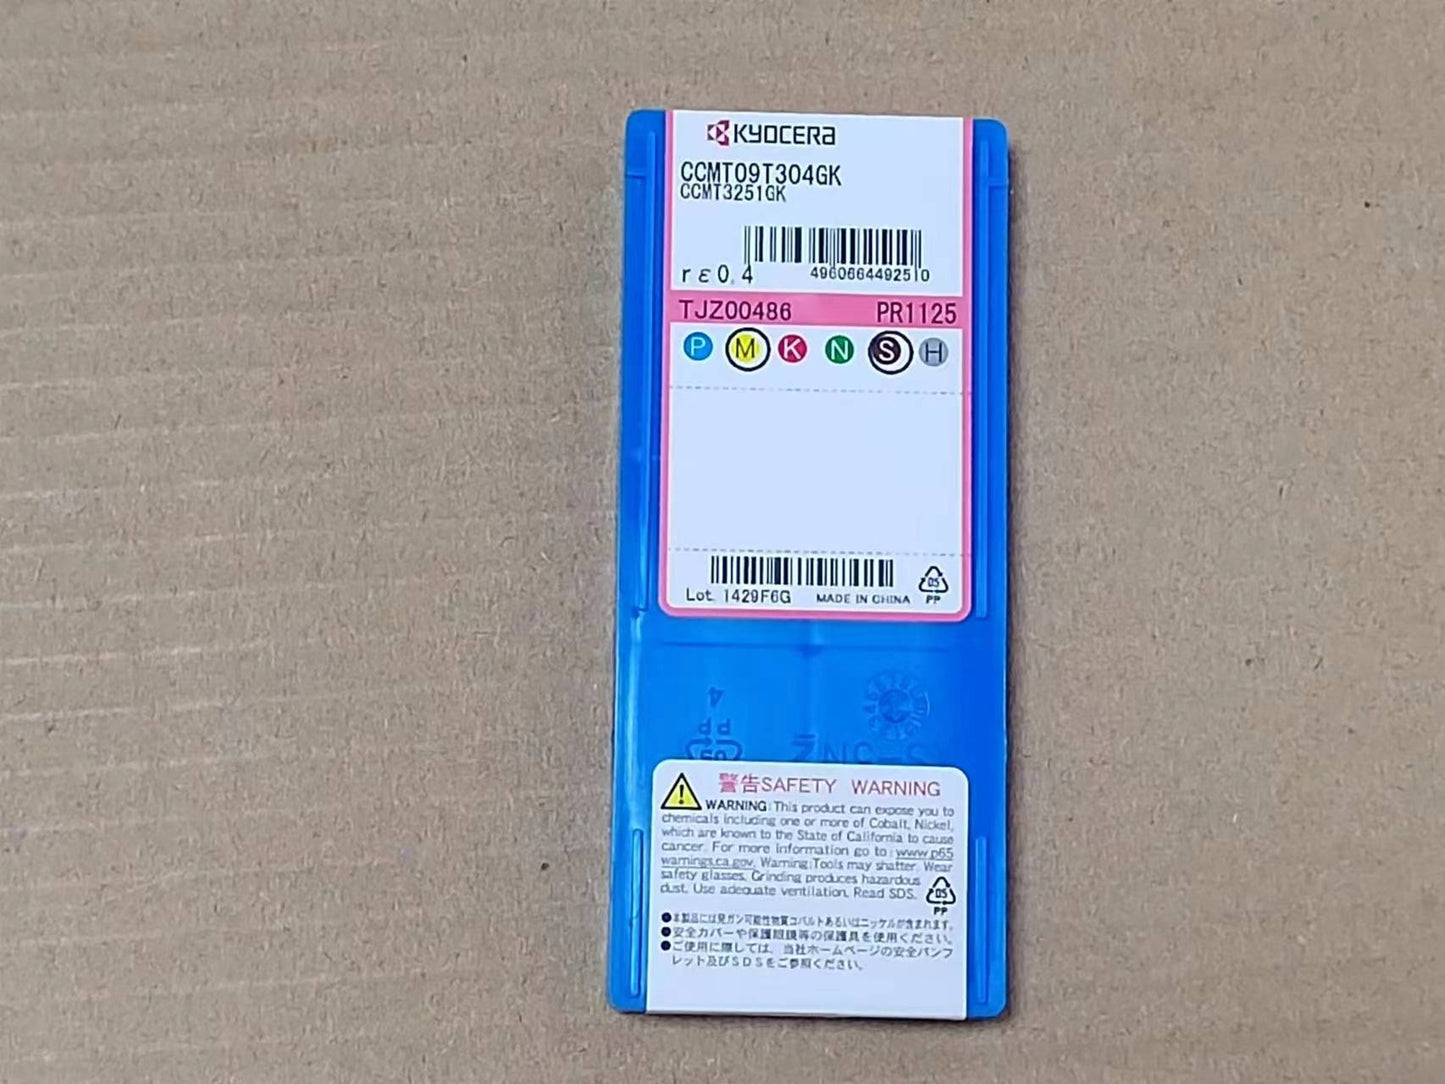 KYOCERA
CCMT09T304GK
CCMT3251GK
rε0.4
4960664492510
TJZ00486 PR1125
P M K N S H
Lot 1429F6G MADE IN CHINA
05
PP
4
PP
05
NC-S
警告SAFETY WARNING
WARNING:This product can expose you to
chemicals including one or more of Cobalt, Nickel,
which are known to the State of California to cause
cancer. For more information go to : www.p65
warnings.ca.gov. Warning:Tools may shatter. Wear
safety glasses. Grinding produces hazardous
dust. Use adequate ventilation. Read SDS.
05
PP
●本製品には発ガン可能性物質コバルトあるいはニッケルが含まれます。
●安全カバーや保護眼鏡等の保護具を使用ください。
●ご使用に際しては、当社ホームページの安全パンフ
レット及びSDSをご参照ください。